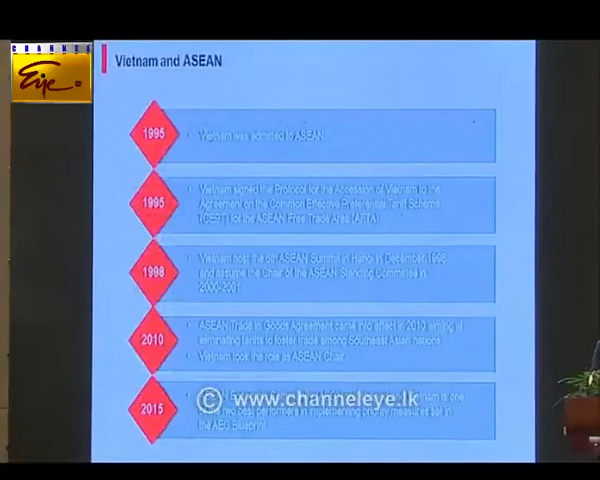 CHANNEL
Eye
Vietnam and ASEAN
1995
Vietnam was admitted to ASEAN
1995
Vietnam signed the Protocol for the Accession of Vietnam to the
Agreement on the Common Effective Preferential Tariff Scheme
(CEPT) for the ASEAN Free Trade Area (AFTA)
1998
Vietnam host the 6th ASEAN Summit in Hanoi in December 1998
and assume the Chair of the ASEAN Standing Committee in
2000-2001
2010
ASEAN Trade in Goods Agreement came into effect in 2010 aiming at
eliminating tariffs to foster trade among Southeast Asian nations
Vietnam took the role as ASEAN Chair
2015
© www.channeleye.lk
is one
best performers in implementing priority measures set in
the AEC Blueprint